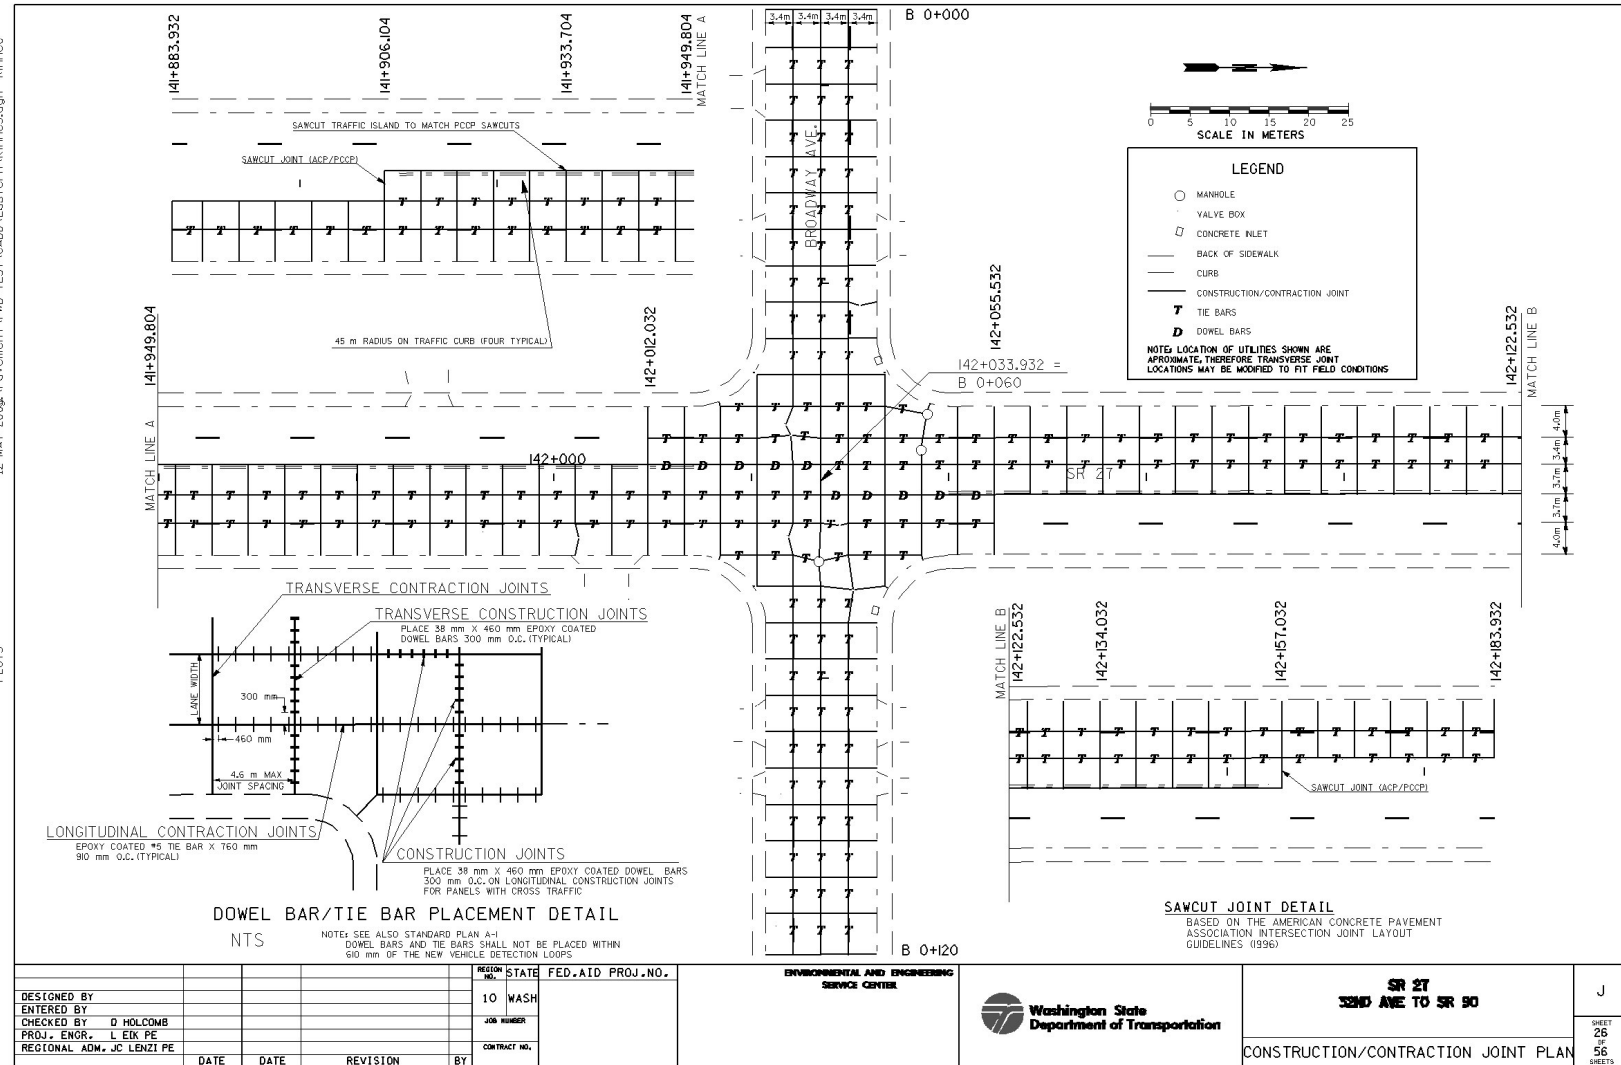 3.4m 3.4m 3.4m 3.4m
B 0+000
141+883.932
141+906.104
141+933.704
141+949.804
MATCH LINE A
SAWCUT TRAFFIC ISLAND TO MATCH PCCP SAWCUTS
SAWCUT JOINT (ACP/PCCP)
45 m RADIUS ON TRAFFIC CURB (FOUR TYPICAL)
BROADWAY AVE.
0 5 10 15 20 25
SCALE IN METERS
LEGEND
MANHOLE
VALVE BOX
CONCRETE INLET
BACK OF SIDEWALK
CURB
CONSTRUCTION/CONTRACTION JOINT
T TIE BARS
D DOWEL BARS
NOTE: LOCATION OF UTILITIES SHOWN ARE
APROXIMATE, THEREFORE TRANSVERSE JOINT
LOCATIONS MAY BE MODIFIED TO FIT FIELD CONDITIONS
141+949.804
MATCH LINE A
142+012.032
142+000
142+055.532
142+033.932 =
B 0+060
SR 27
142+122.532
MATCH LINE B
4.0m
3.4m
3.7m
3.7m
4.0m
TRANSVERSE CONTRACTION JOINTS
TRANSVERSE CONSTRUCTION JOINTS
PLACE 38 mm X 460 mm EPOXY COATED
DOWEL BARS 300 mm O.C. (TYPICAL)
LANE WIDTH
300 mm
460 mm
4.6 m MAX
JOINT SPACING
LONGITUDINAL CONTRACTION JOINTS
EPOXY COATED #5 TIE BAR X 760 mm
910 mm O.C. (TYPICAL)
CONSTRUCTION JOINTS
PLACE 38 mm X 460 mm EPOXY COATED DOWEL BARS
300 mm O.C. ON LONGITUDINAL CONSTRUCTION JOINTS
FOR PANELS WITH CROSS TRAFFIC
DOWEL BAR/TIE BAR PLACEMENT DETAIL
NTS
NOTE: SEE ALSO STANDARD PLAN A-1
DOWEL BARS AND TIE BARS SHALL NOT BE PLACED WITHIN
610 mm OF THE NEW VEHICLE DETECTION LOOPS
MATCH LINE B
142+122.532
142+134.032
142+157.032
142+183.932
SAWCUT JOINT (ACP/PCCP)
SAWCUT JOINT DETAIL
BASED ON THE AMERICAN CONCRETE PAVEMENT
ASSOCIATION INTERSECTION JOINT LAYOUT
GUIDELINES (1996)
B 0+120
DESIGNED BY
ENTERED BY
CHECKED BY D HOLCOMB
PROJ. ENGR. L EIK PE
REGIONAL ADM. JC LENZI PE
DATE DATE REVISION BY
REGION NO. STATE FED.AID PROJ.NO.
10 WASH
JOB NUMBER
CONTRACT NO.
ENVIRONMENTAL AND ENGINEERING
SERVICE CENTER
Washington State
Department of Transportation
SR 27
32ND AVE TO SR 90
CONSTRUCTION/CONTRACTION JOINT PLAN
J
SHEET
26
OF
56
SHEETS